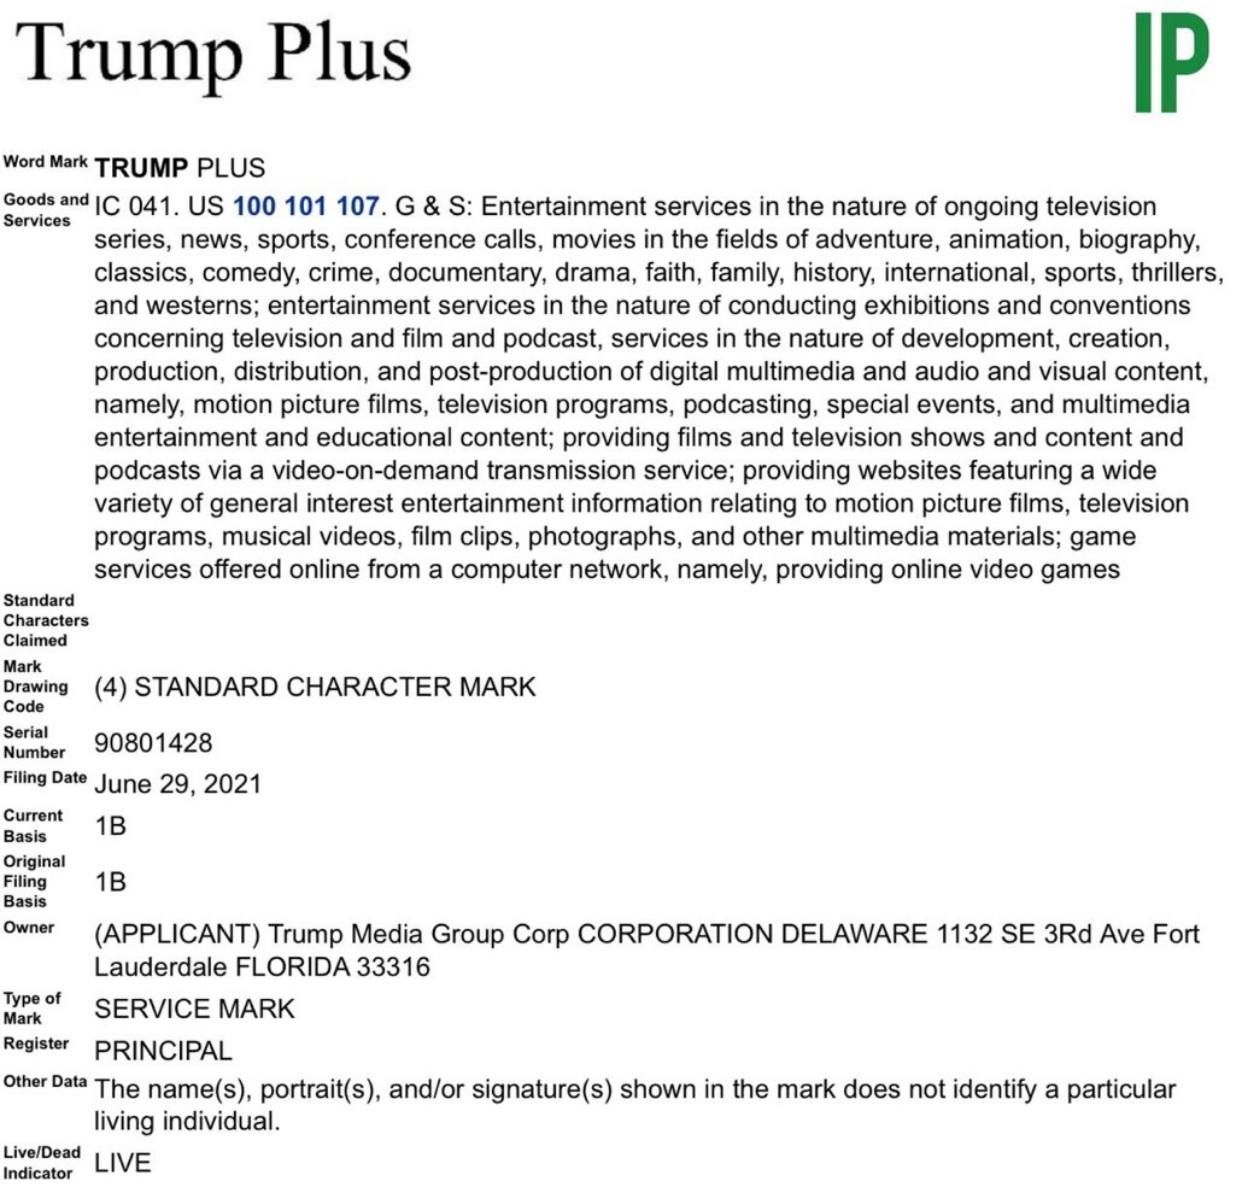 Trump Plus
IP
Word Mark TRUMP PLUS
Goods and Services IC 041. US 100 101 107. G & S: Entertainment services in the nature of ongoing television
series, news, sports, conference calls, movies in the fields of adventure, animation, biography,
classics, comedy, crime, documentary, drama, faith, family, history, international, sports, thrillers,
and westerns; entertainment services in the nature of conducting exhibitions and conventions
concerning television and film and podcast, services in the nature of development, creation,
production, distribution, and post-production of digital multimedia and audio and visual content,
namely, motion picture films, television programs, podcasting, special events, and multimedia
entertainment and educational content; providing films and television shows and content and
podcasts via a video-on-demand transmission service; providing websites featuring a wide
variety of general interest entertainment information relating to motion picture films, television
programs, musical videos, film clips, photographs, and other multimedia materials; game
services offered online from a computer network, namely, providing online video games
Standard
Characters
Claimed
Mark
Drawing
Code
(4) STANDARD CHARACTER MARK
Serial
Number
90801428
Filing Date June 29, 2021
Current
Basis
1B
Original
Filing
Basis
1B
Owner (APPLICANT) Trump Media Group Corp CORPORATION DELAWARE 1132 SE 3Rd Ave Fort
Lauderdale FLORIDA 33316
Type of
Mark
SERVICE MARK
Register PRINCIPAL
Other Data The name(s), portrait(s), and/or signature(s) shown in the mark does not identify a particular
living individual.
Live/Dead
Indicator
LIVE